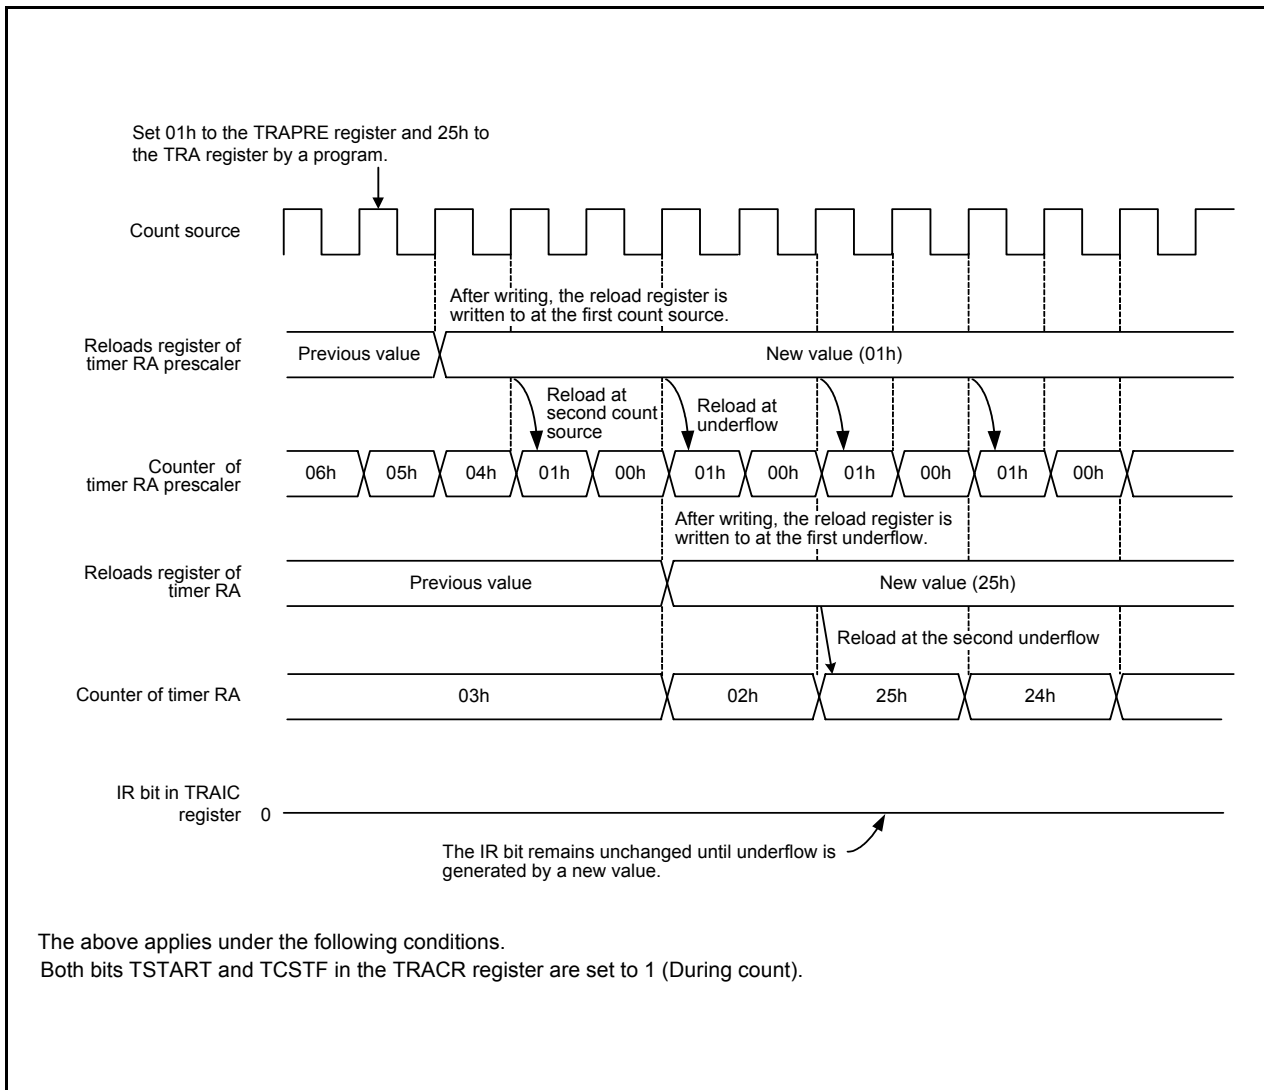 Set 01h to the TRAPRE register and 25h to
the TRA register by a program.
Count source
After writing, the reload register is
written to at the first count source.
Reloads register of
timer RA prescaler
Previous value
New value (01h)
Reload at
second count
source
Reload at
underflow
Counter of
timer RA prescaler
06h 05h 04h 01h 00h 01h 00h 01h 00h 01h 00h
After writing, the reload register is
written to at the first underflow.
Reloads register of
timer RA
Previous value
New value (25h)
Reload at the second underflow
Counter of timer RA
03h 02h 25h 24h
IR bit in TRAIC
register
0
The IR bit remains unchanged until underflow is
generated by a new value.
The above applies under the following conditions.
Both bits TSTART and TCSTF in the TRACR register are set to 1 (During count).